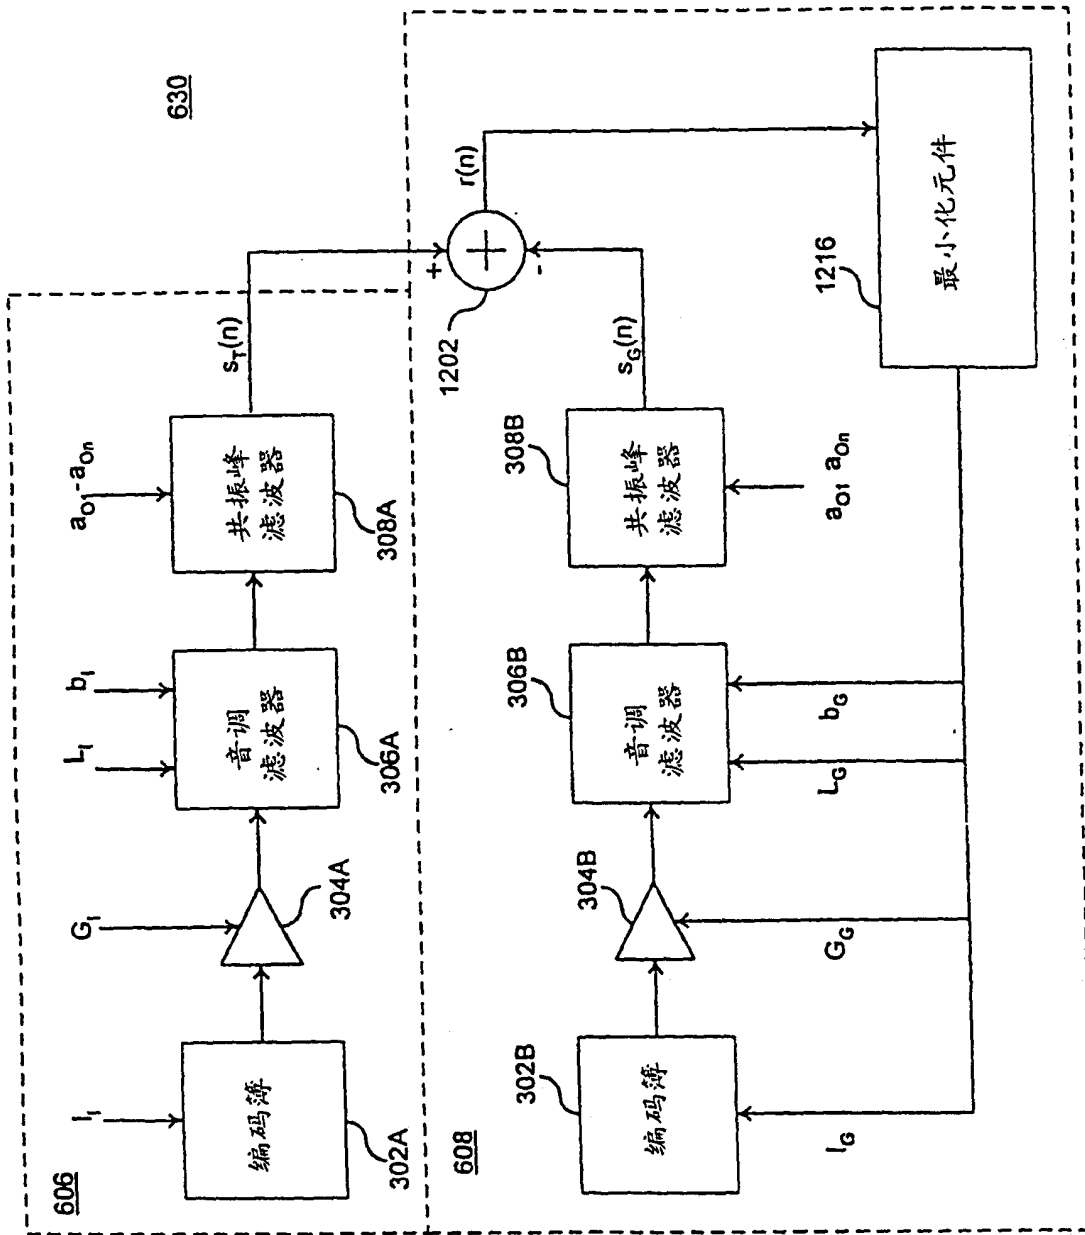 630
606
I_I
G_I
L_I
b_I
a_O1-a_On
编码簿
302A
304A
音调
滤波器
306A
共振峰
滤波器
308A
s_T(n)
+
-
1202
r(n)
608
编码簿
302B
304B
音调
滤波器
306B
共振峰
滤波器
308B
s_G(n)
I_G
G_G
L_G
b_G
a_O1 a_On
最小化元件
1216